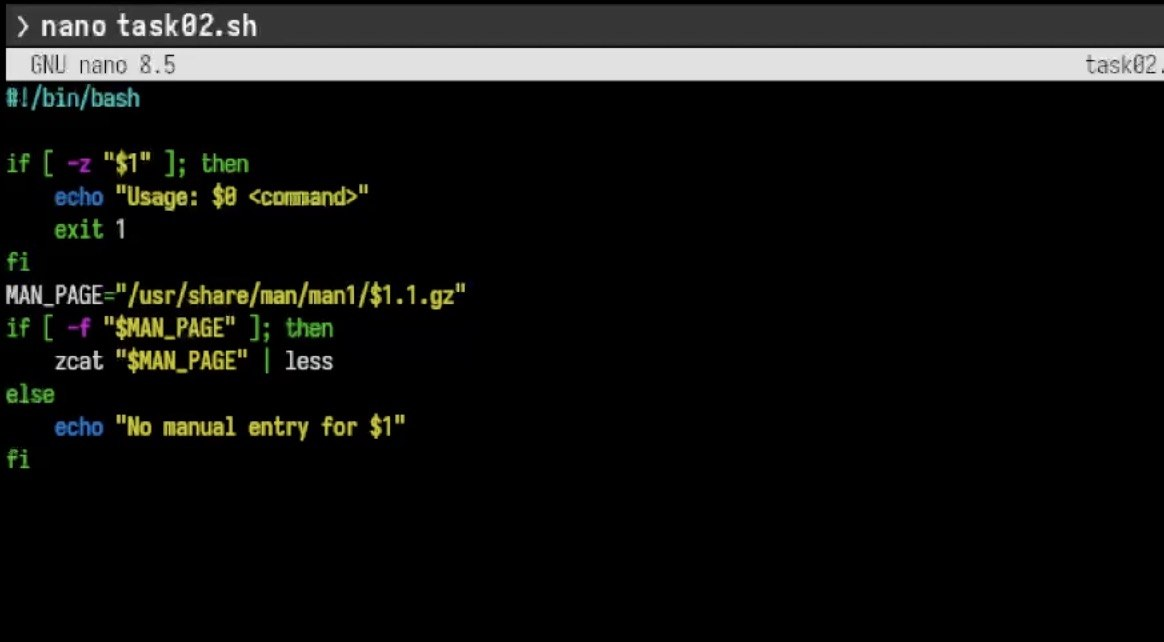 ❯ nano task02.sh
GNU nano 8.5 task02.
#!/bin/bash
if [ -z "$1" ]; then
    echo "Usage: $0 <command>"
    exit 1
fi
MAN_PAGE="/usr/share/man/man1/$1.1.gz"
if [ -f "$MAN_PAGE" ]; then
    zcat "$MAN_PAGE" | less
else
    echo "No manual entry for $1"
fi